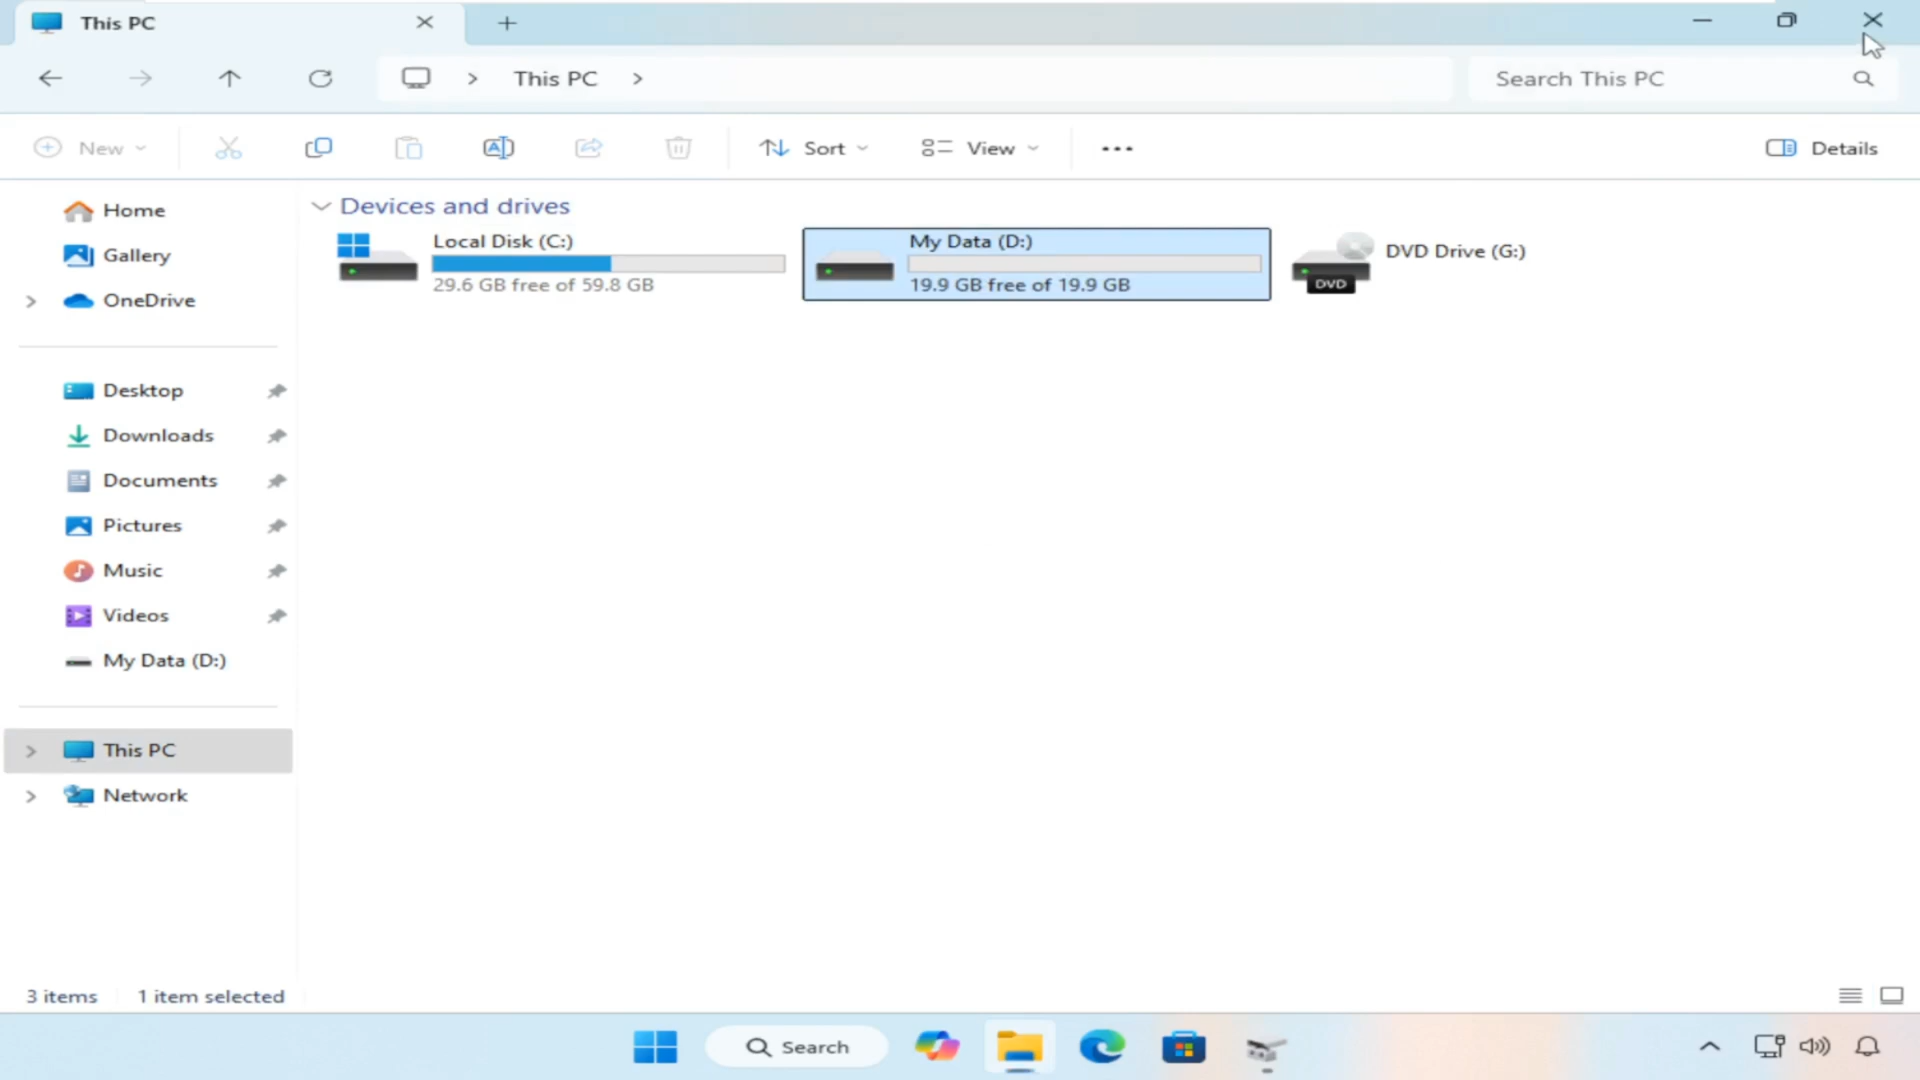 This PC
This PC
Search This PC
New
Sort
View
Details
Home
Gallery
OneDrive
Desktop
Downloads
Documents
Pictures
Music
Videos
My Data (D:)
This PC
Network
Devices and drives
Local Disk (C:)
29.6 GB free of 59.8 GB
My Data (D:)
19.9 GB free of 19.9 GB
DVD Drive (G:)
DVD
3 items
1 item selected
Search